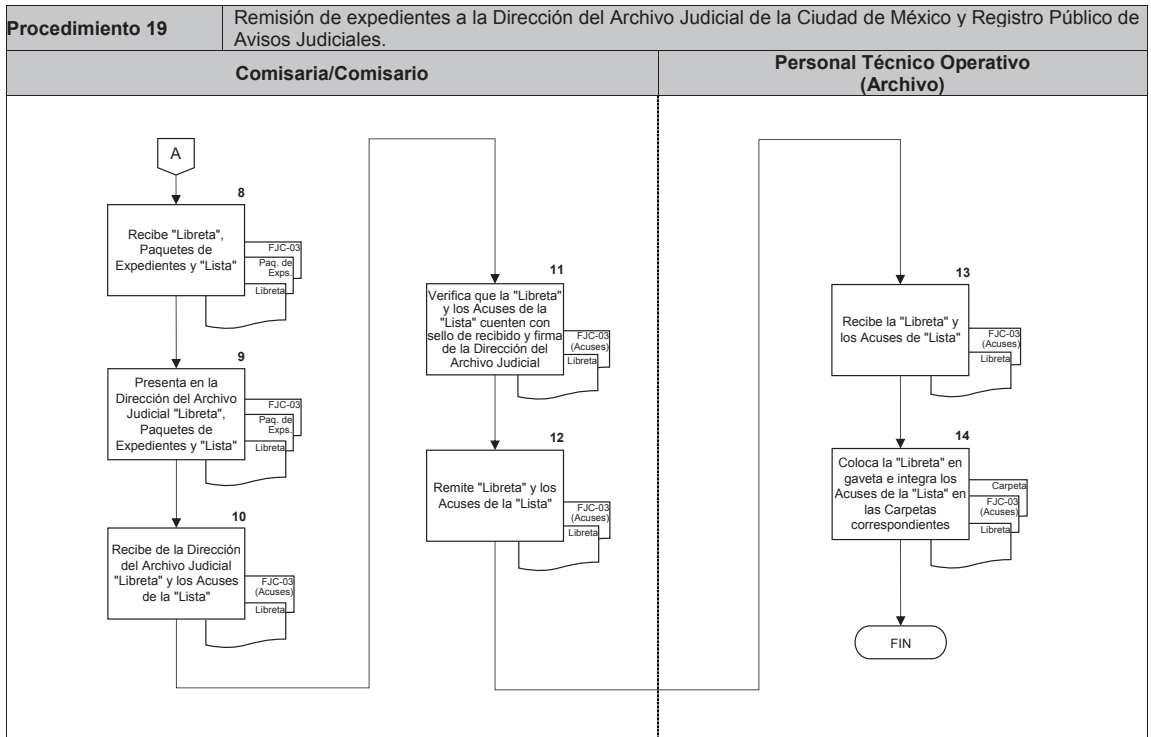 Procedimiento 19
Remisión de expedientes a la Dirección del Archivo Judicial de la Ciudad de México y Registro Público de
Avisos Judiciales.
Comisaria/Comisario
Personal Técnico Operativo
(Archivo)
A
8
Recibe "Libreta",
Paquetes de
Expedientes y "Lista"
FJC-03
Paq. de
Exps.
Libreta
9
Presenta en la
Dirección del Archivo
Judicial "Libreta",
Paquetes de
Expedientes y "Lista"
FJC-03
Paq. de
Exps.
Libreta
10
Recibe de la Dirección
del Archivo Judicial
"Libreta" y los Acuses
de la "Lista"
FJC-03
(Acuses)
Libreta
11
Verifica que la "Libreta"
y los Acuses de la
"Lista" cuenten con
sello de recibido y firma
de la Dirección del
Archivo Judicial
FJC-03
(Acuses)
Libreta
12
Remite "Libreta" y los
Acuses de la "Lista"
FJC-03
(Acuses)
Libreta
13
Recibe la "Libreta" y
los Acuses de "Lista"
FJC-03
(Acuses)
Libreta
14
Coloca la "Libreta" en
gaveta e integra los
Acuses de la "Lista" en
las Carpetas
correspondientes
Carpeta
FJC-03
(Acuses)
Libreta
FIN